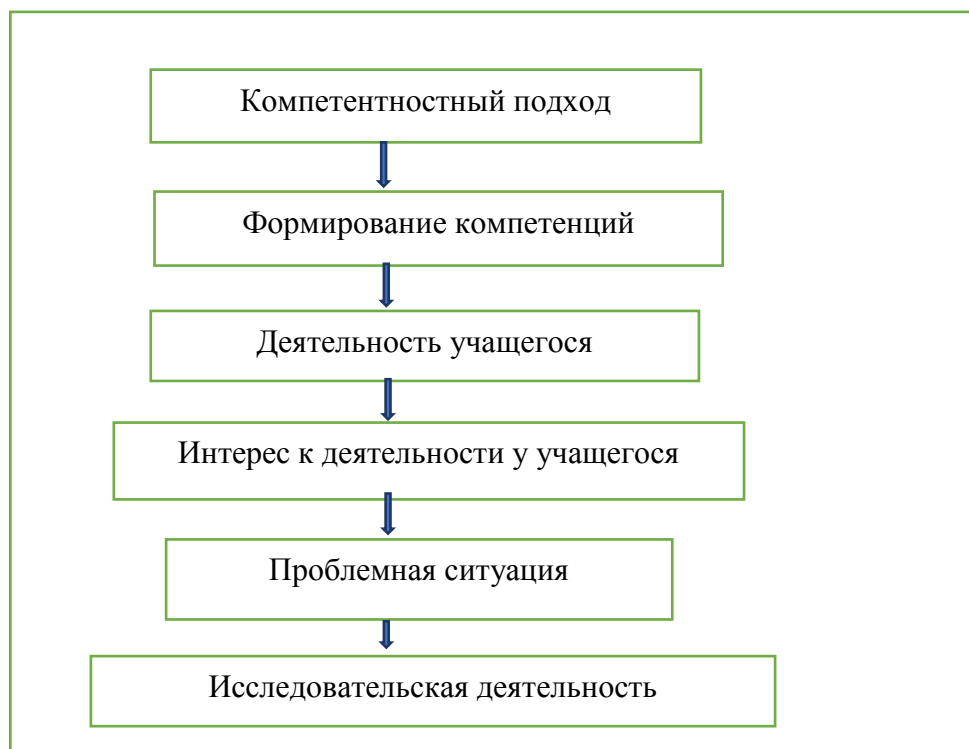 Компетентностный подход
Формирование компетенций
Деятельность учащегося
Интерес к деятельности у учащегося
Проблемная ситуация
Исследовательская деятельность